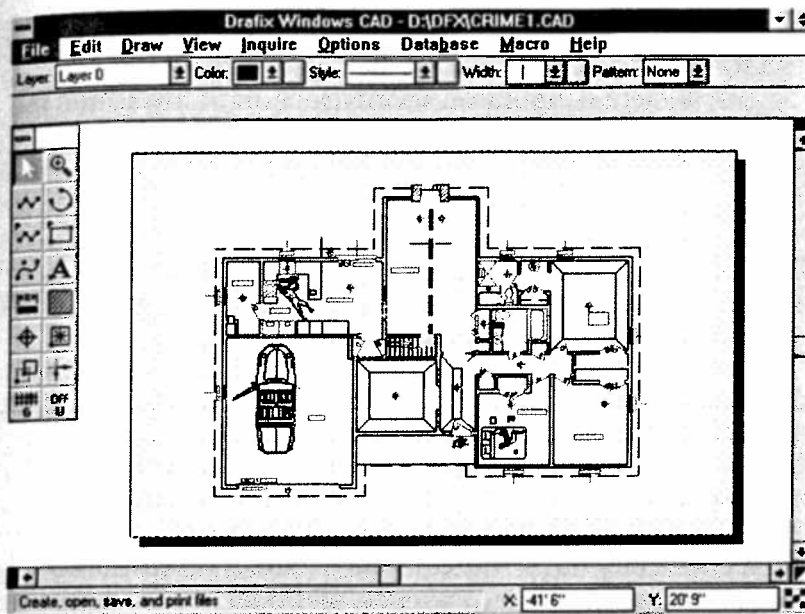 Drafix Windows CAD - D:\DFX\CRIME1.CAD
File Edit Draw View Inquire Options Database Macro Help
Layer: Layer 0 Color: Style: Width: Pattern: None
A
G
Off
U
Create, open, save, and print files X: -41' 6" Y: 20' 9"